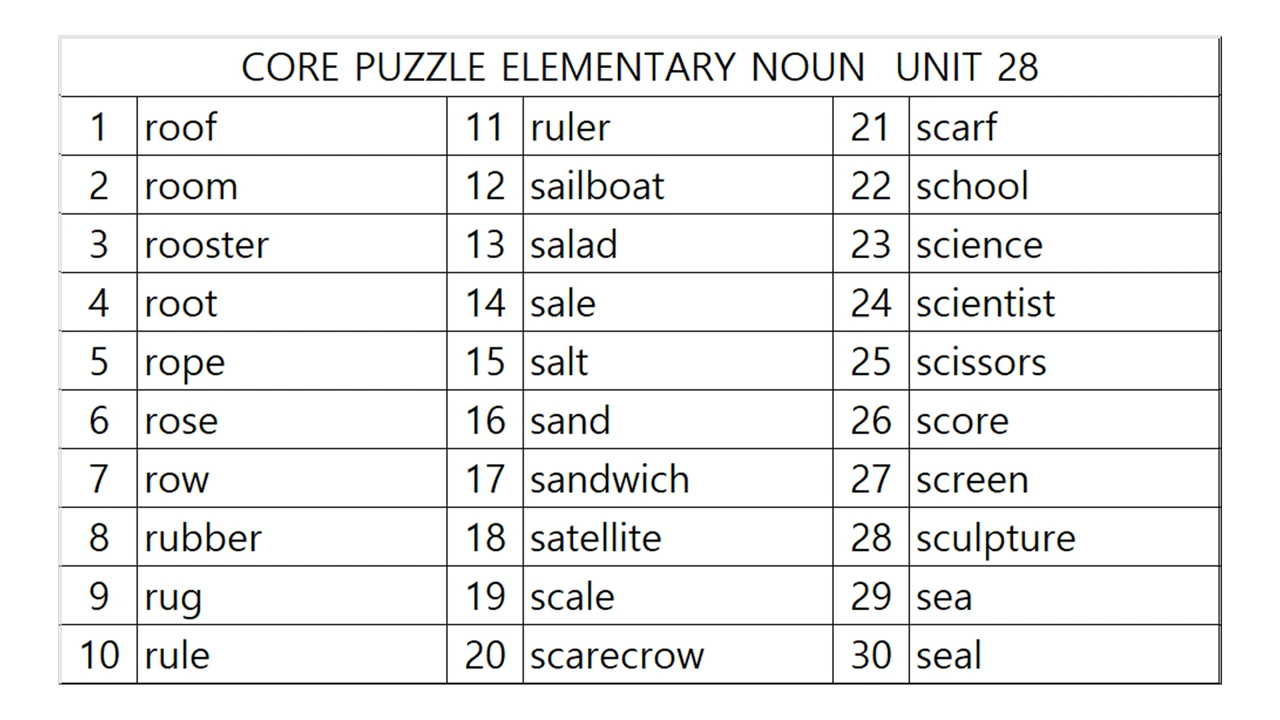 CORE PUZZLE ELEMENTARY NOUN UNIT 28
1 roof 11 ruler 21 scarf
2 room 12 sailboat 22 school
3 rooster 13 salad 23 science
4 root 14 sale 24 scientist
5 rope 15 salt 25 scissors
6 rose 16 sand 26 score
7 row 17 sandwich 27 screen
8 rubber 18 satellite 28 sculpture
9 rug 19 scale 29 sea
10 rule 20 scarecrow 30 seal